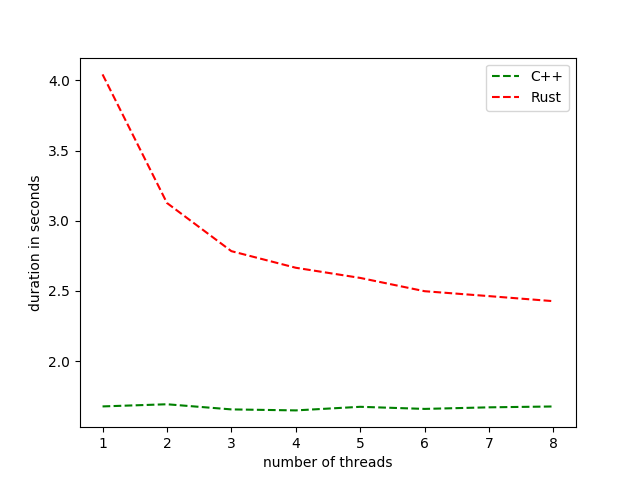 C++
Rust
4.0
3.5
3.0
2.5
2.0
duration in seconds
1 2 3 4 5 6 7 8
number of threads